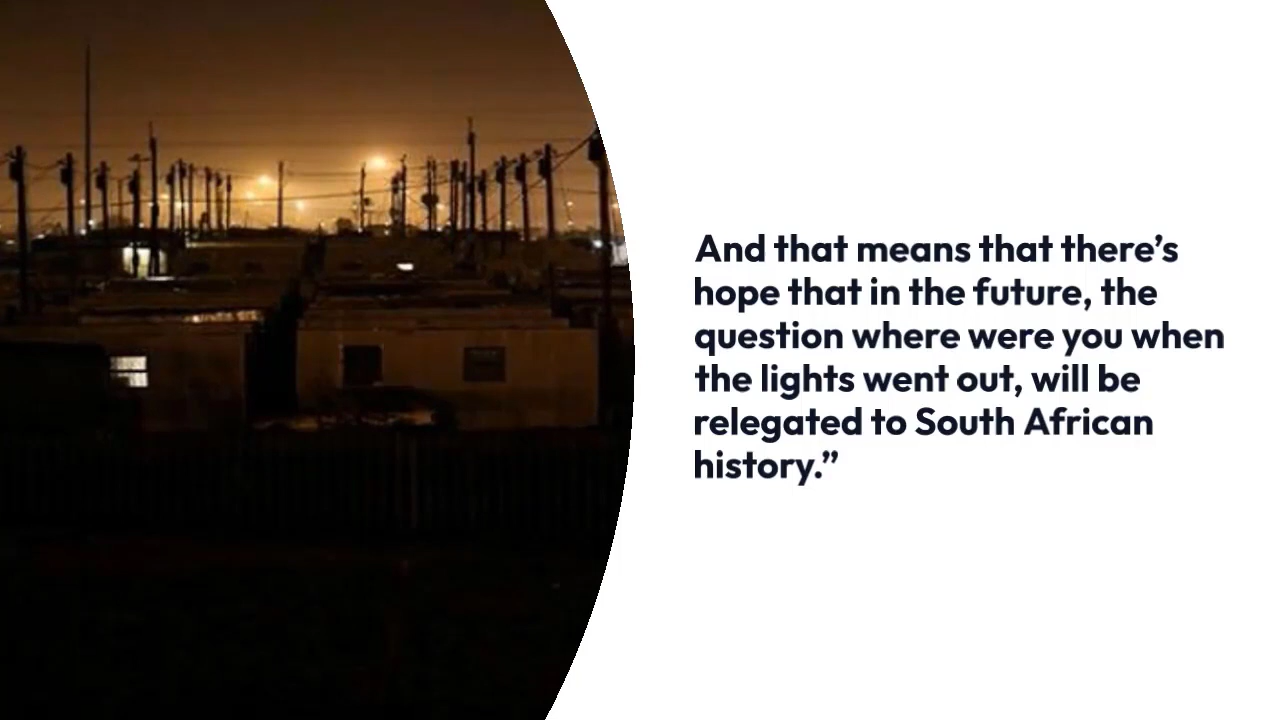 And that means that there’s
hope that in the future, the
question where were you when
the lights went out, will be
relegated to South African
history.”